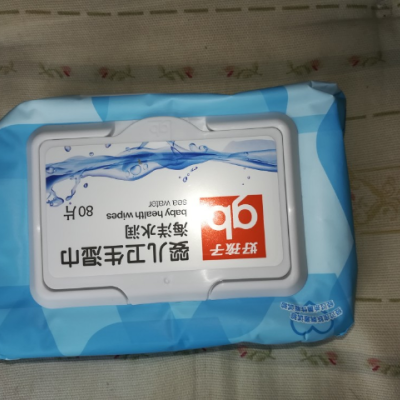 好孩子
gb
婴儿卫生湿巾
海洋水润
baby health wipes
sea water
80片